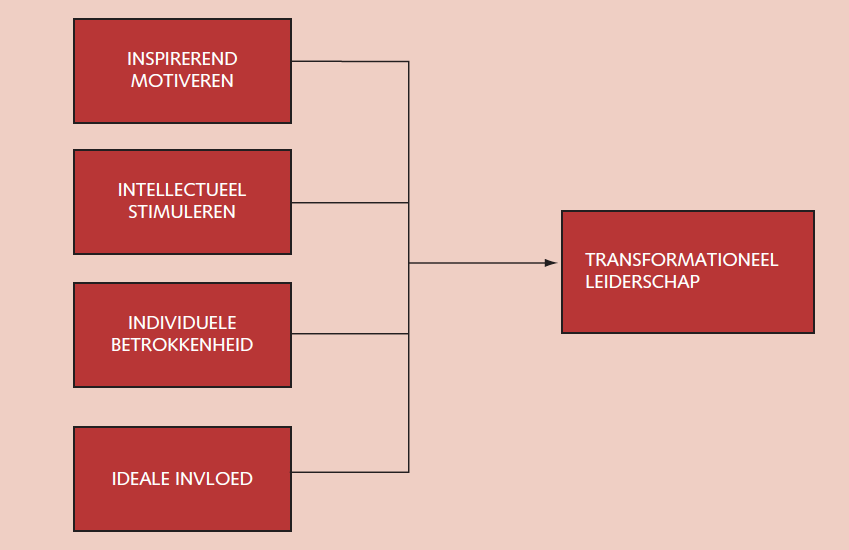 INSPIREREND
MOTIVEREN
INTELLECTUEEL
STIMULEREN
INDIVIDUELE
BETROKKENHEID
IDEALE INVLOED
TRANSFORMATIONEEL
LEIDERSCHAP